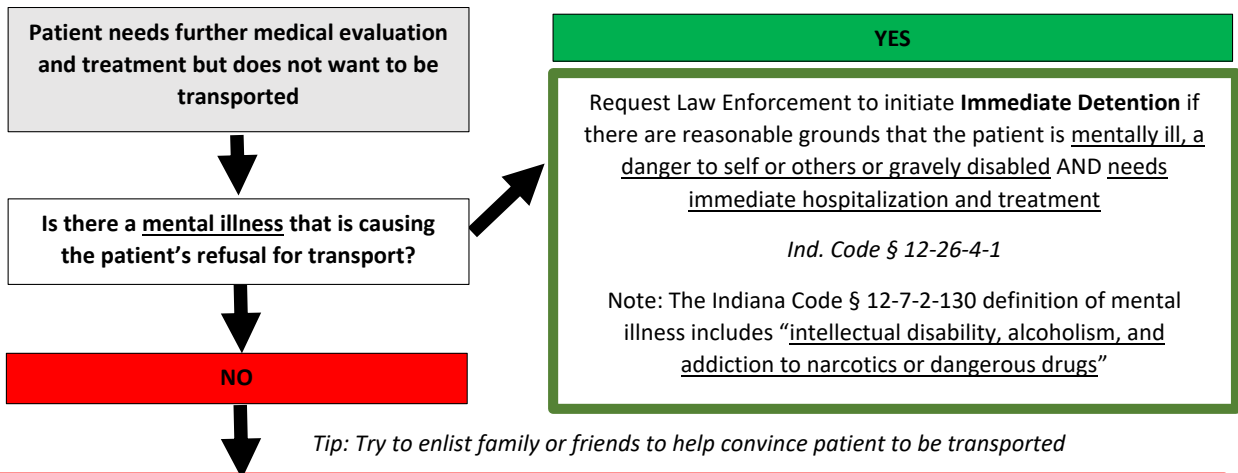 Patient needs further medical evaluation
and treatment but does not want to be
transported
YES
Request Law Enforcement to initiate Immediate Detention if
there are reasonable grounds that the patient is mentally ill, a
danger to self or others or gravely disabled AND needs
immediate hospitalization and treatment
Ind. Code § 12-26-4-1
Note: The Indiana Code § 12-7-2-130 definition of mental
illness includes “intellectual disability, alcoholism, and
addiction to narcotics or dangerous drugs”
Is there a mental illness that is causing
the patient’s refusal for transport?
NO
Tip: Try to enlist family or friends to help convince patient to be transported